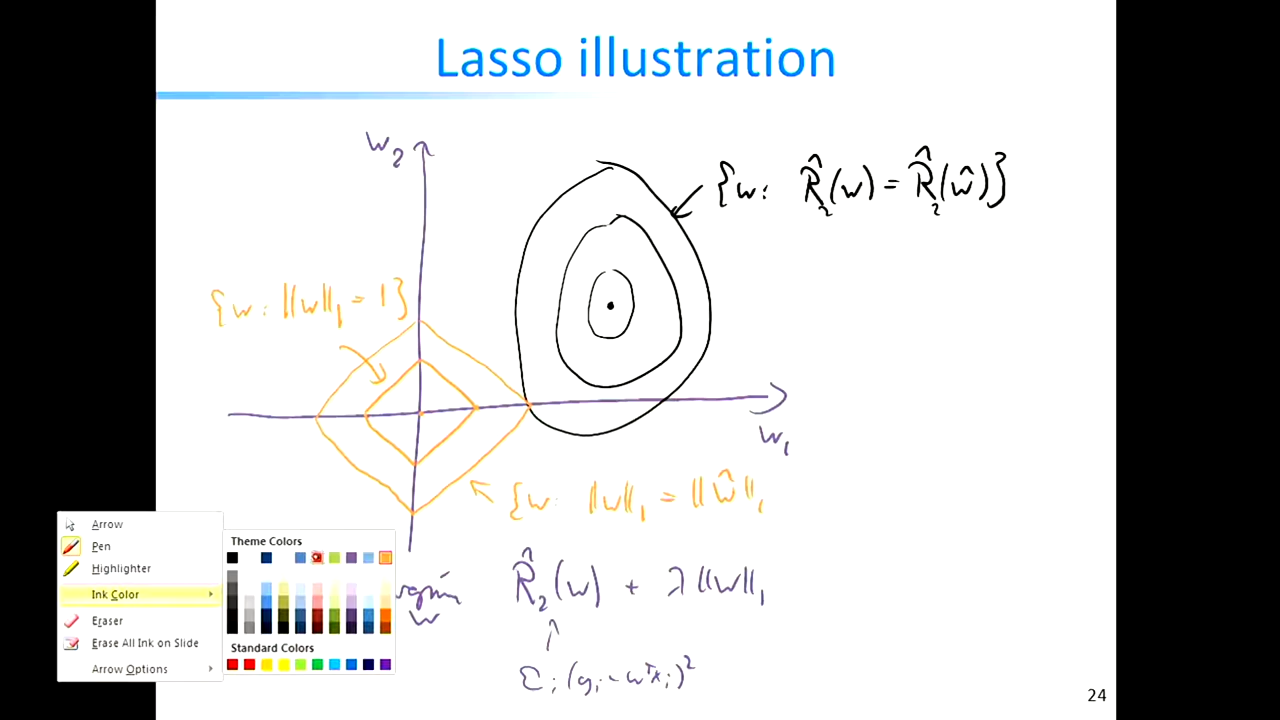 Lasso illustration
w₂
{w: R̂₂(w) = R̂₂(ŵ)}
{w: ||w||₁ = 1}
w₁
{w: ||w||₁ = ||ŵ||₁
R̂₂(w) + λ||w||₁
w
Σᵢ(yᵢ - wᵀxᵢ)²
Arrow
Pen
Highlighter
Ink Color
Eraser
Erase All Ink on Slide
Arrow Options
Theme Colors
Standard Colors
24